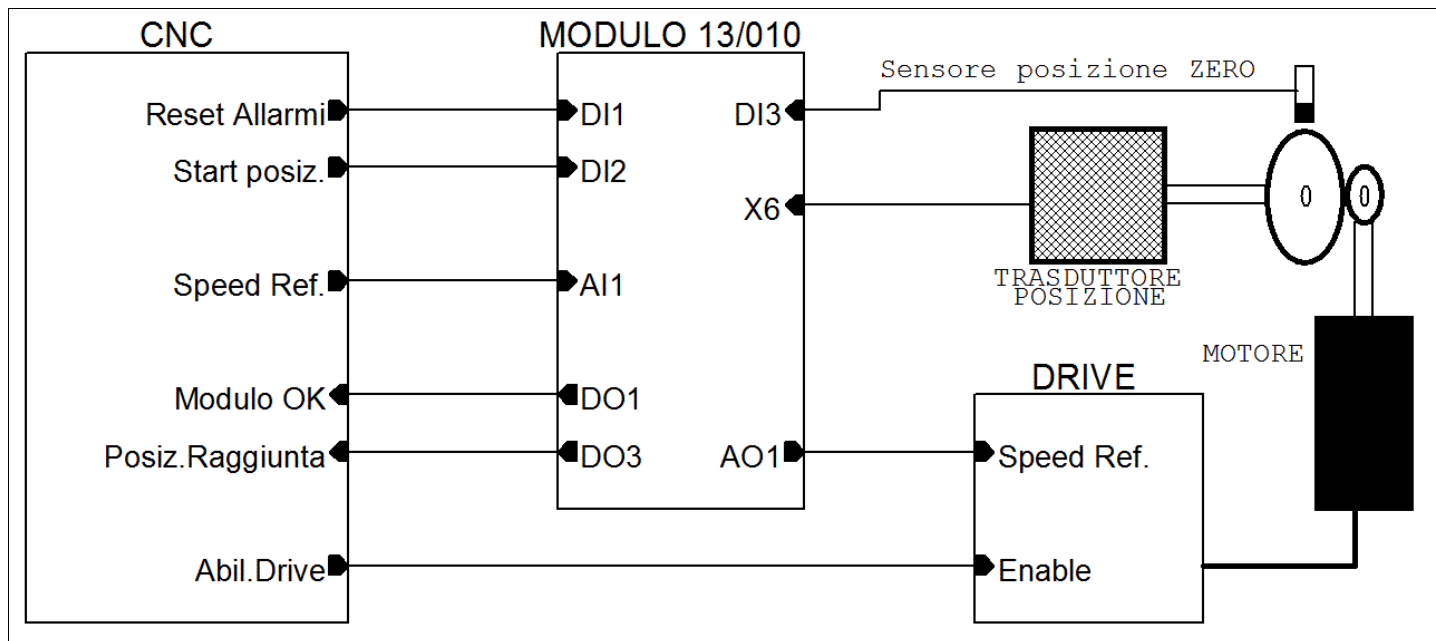 CNC
Reset Allarmi
Start posiz.
Speed Ref.
Modulo OK
Posiz.Raggiunta
Abil.Drive
MODULO 13/010
DI1
DI2
AI1
DO1
DO3
DI3
X6
AO1
Sensore posizione ZERO
TRASDUTTORE
POSIZIONE
0
0
MOTORE
DRIVE
Speed Ref.
Enable